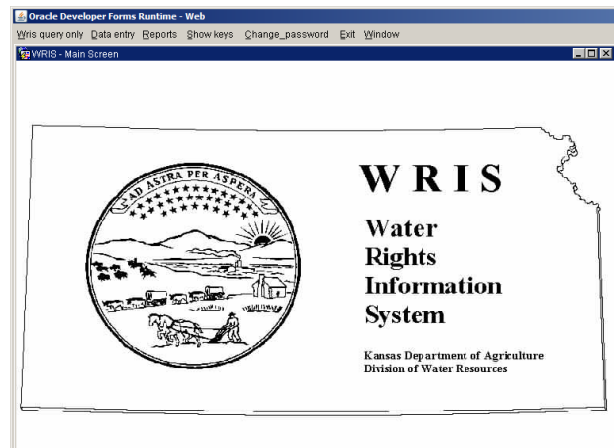 Oracle Developer Forms Runtime - Web
Wris query only Data entry Reports Show keys Change_password Exit Window
WRIS - Main Screen
AD ASTRA PER ASPERA
W R I S
Water
Rights
Information
System
Kansas Department of Agriculture
Division of Water Resources